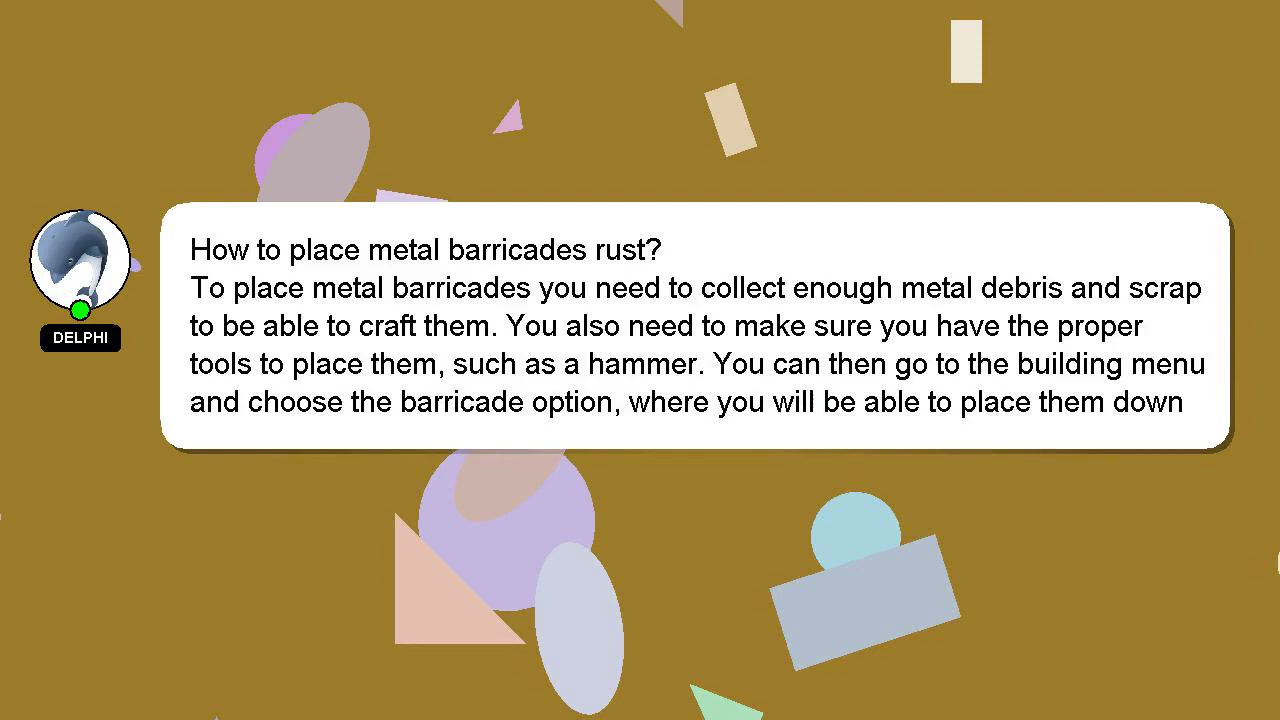 How to place metal barricades rust?
To place metal barricades you need to collect enough metal debris and scrap
to be able to craft them. You also need to make sure you have the proper
tools to place them, such as a hammer. You can then go to the building menu
and choose the barricade option, where you will be able to place them down
DELPHI